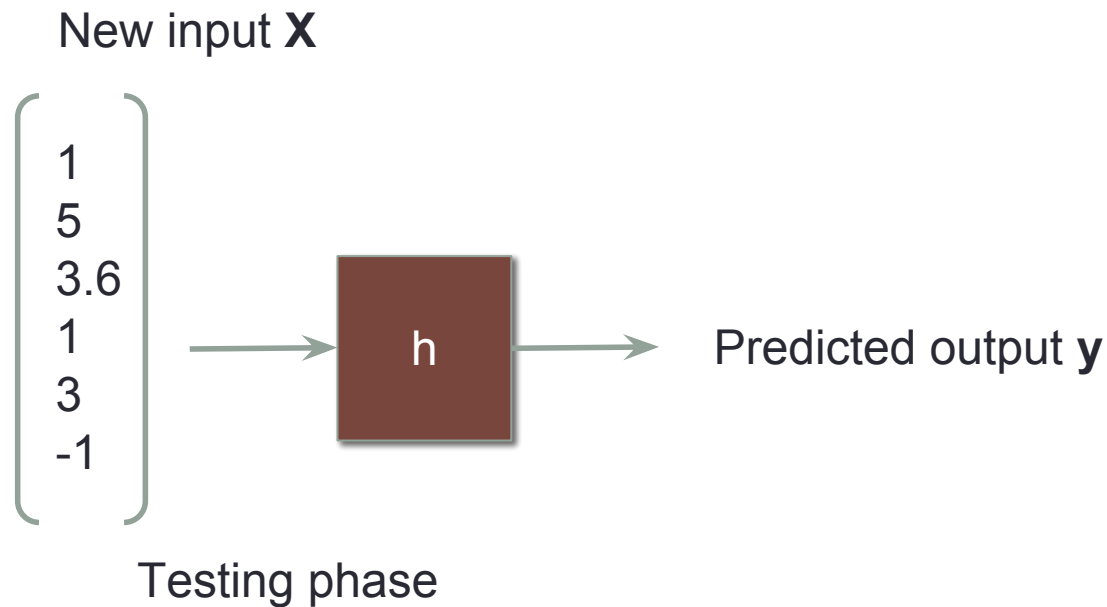 New input X
1
5
3.6
1
3
-1
h
Predicted output y
Testing phase